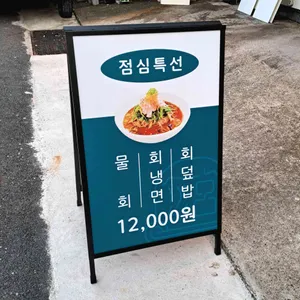 점심특선
물회
회냉면
회덮밥
12,000원